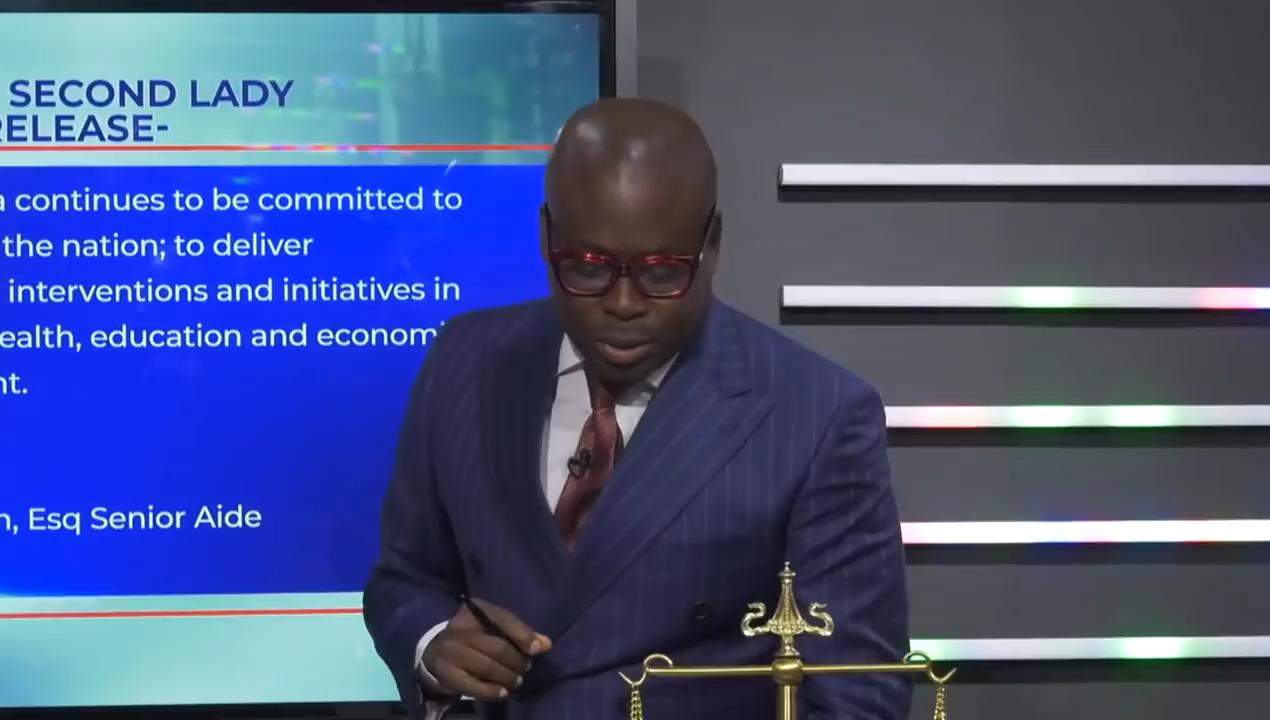 SECOND LADY
RELEASE-
a continues to be committed to
the nation; to deliver
interventions and initiatives in
ealth, education and econom
nt.
n, Esq Senior Aide